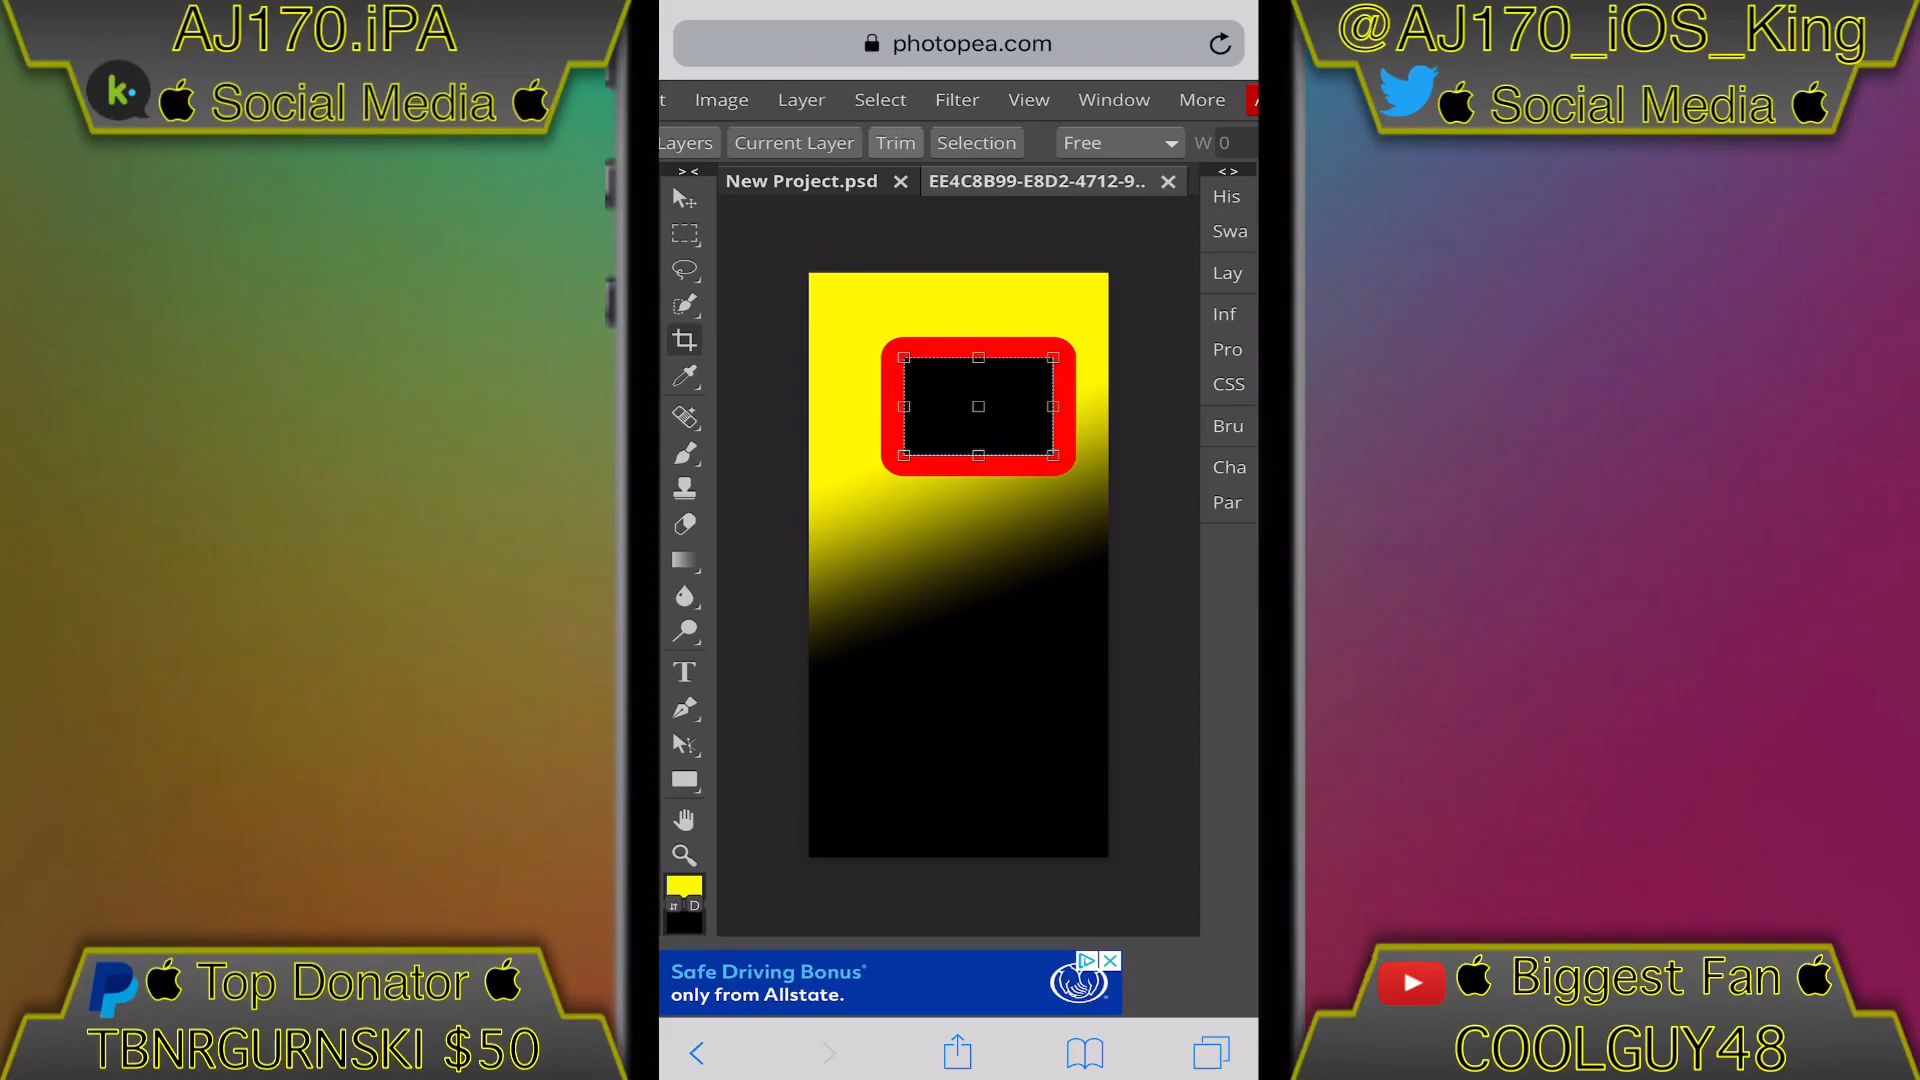 AJ170.iPA
k.
Social Media
@AJ170_iOS_King
Social Media
photopea.com
t Image Layer Select Filter View Window More A
Layers Current Layer Trim Selection Free W 0
> < New Project.psd EE4C8B99-E8D2-4712-9.. < >
His
Swa
Lay
Inf
Pro
CSS
Bru
Cha
Par
T
D
Safe Driving Bonus®
only from Allstate.
Top Donator
TBNRGURNSKI $50
Biggest Fan
COOLGUY48